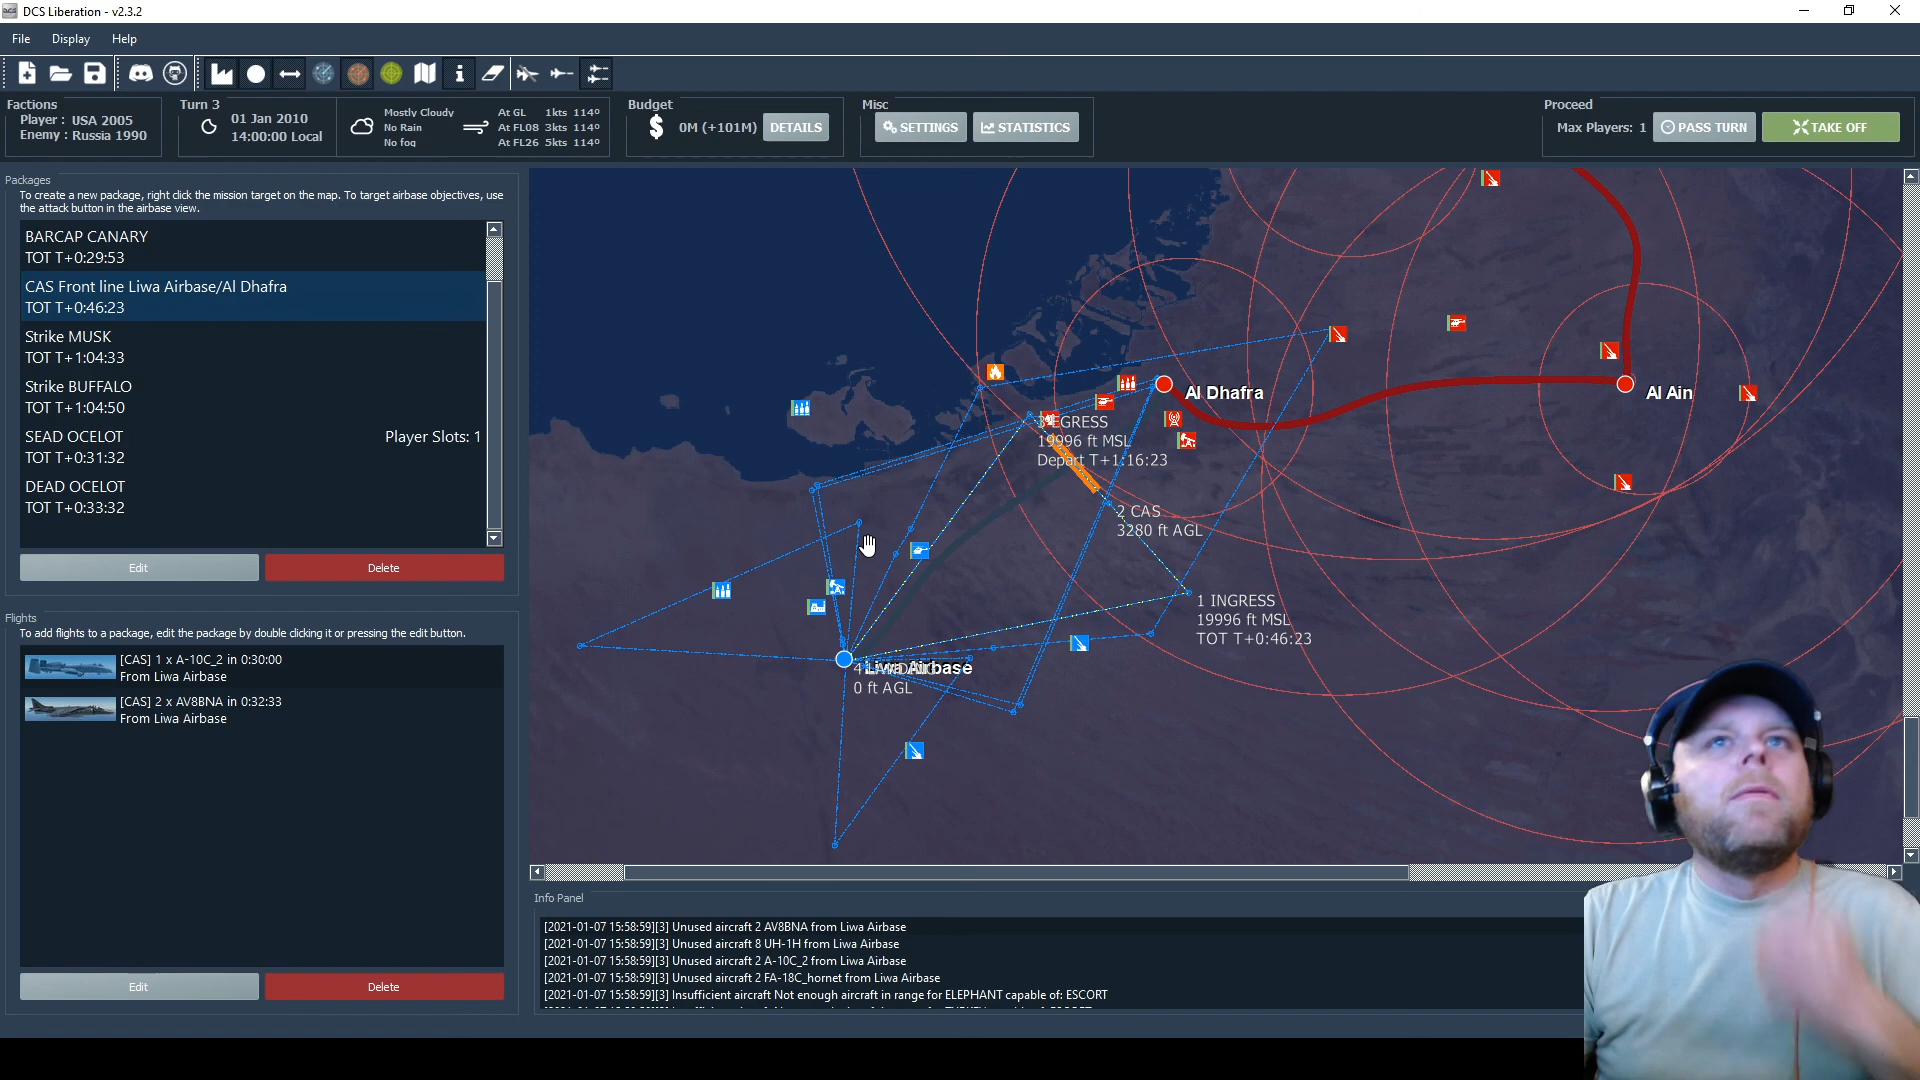 DCS Liberation - v2.3.2
File Display Help
Factions
Player : USA 2005
Enemy : Russia 1990
Turn 3
01 Jan 2010
14:00:00 Local
Mostly Cloudy
No Rain
No fog
At GL 1kts 114º
At FL08 3kts 114º
At FL26 5kts 114º
Budget
$ 0M (+101M) DETAILS
Misc
SETTINGS STATISTICS
Proceed
Max Players: 1 PASS TURN TAKE OFF
Packages
To create a new package, right click the mission target on the map. To target airbase objectives, use
the attack button in the airbase view.
BARCAP CANARY
TOT T+0:29:53
CAS Front line Liwa Airbase/Al Dhafra
TOT T+0:46:23
Strike MUSK
TOT T+1:04:33
Strike BUFFALO
TOT T+1:04:50
SEAD OCELOT Player Slots: 1
TOT T+0:31:32
DEAD OCELOT
TOT T+0:33:32
Edit Delete
Flights
To add flights to a package, edit the package by double clicking it or pressing the edit button.
[CAS] 1 x A-10C_2 in 0:30:00
From Liwa Airbase
[CAS] 2 x AV8BNA in 0:32:33
From Liwa Airbase
Edit Delete
Al Dhafra
Al Ain
3 EGRESS
19996 ft MSL
Depart T+1:16:23
2 CAS
3280 ft AGL
1 INGRESS
19996 ft MSL
TOT T+0:46:23
Liwa Airbase
0 ft AGL
Info Panel
[2021-01-07 15:58:59][3] Unused aircraft 2 AV8BNA from Liwa Airbase
[2021-01-07 15:58:59][3] Unused aircraft 8 UH-1H from Liwa Airbase
[2021-01-07 15:58:59][3] Unused aircraft 2 A-10C_2 from Liwa Airbase
[2021-01-07 15:58:59][3] Unused aircraft 2 FA-18C_hornet from Liwa Airbase
[2021-01-07 15:58:59][3] Insufficient aircraft Not enough aircraft in range for ELEPHANT capable of: ESCORT